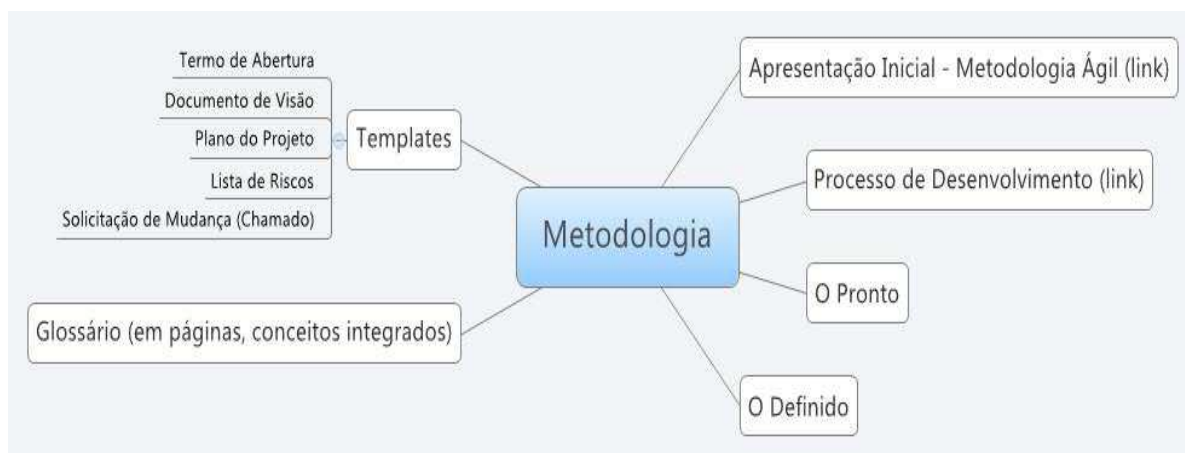 Termo de Abertura
Documento de Visão
Plano do Projeto
Lista de Riscos
Solicitação de Mudança (Chamado)
Templates
Glossário (em páginas, conceitos integrados)
Metodologia
Apresentação Inicial - Metodologia Ágil (link)
Processo de Desenvolvimento (link)
O Pronto
O Definido